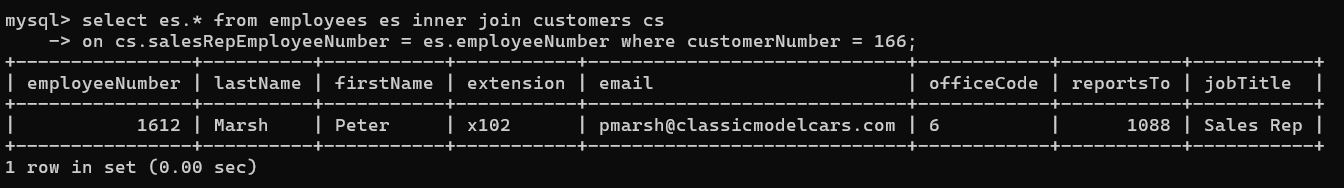 mysql> select es.* from employees es inner join customers cs
    -> on cs.salesRepEmployeeNumber = es.employeeNumber where customerNumber = 166;
+----------------+----------+-----------+-----------+---------------------------+------------+-----------+-----------+
| employeeNumber | lastName | firstName | extension | email                     | officeCode | reportsTo | jobTitle  |
+----------------+----------+-----------+-----------+---------------------------+------------+-----------+-----------+
|           1612 | Marsh    | Peter     | x102      | pmarsh@classicmodelcars.com | 6          |      1088 | Sales Rep |
+----------------+----------+-----------+-----------+---------------------------+------------+-----------+-----------+
1 row in set (0.00 sec)